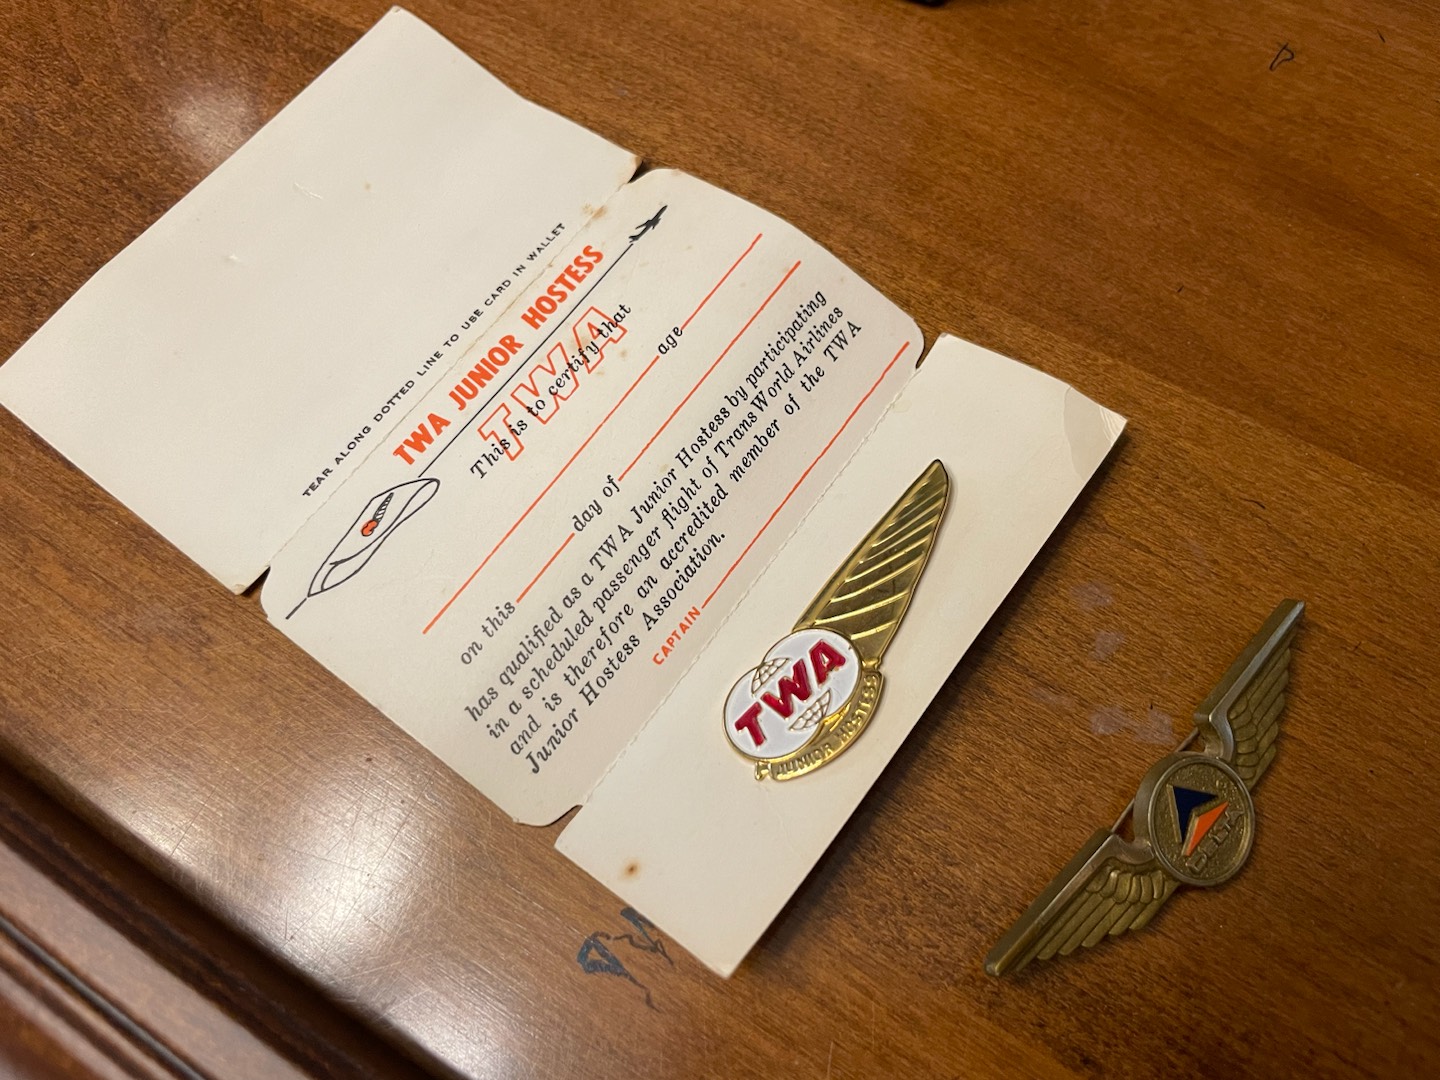 TEAR ALONG DOTTED LINE TO USE CARD IN WALLET
TWA JUNIOR HOSTESS
TWA
This is to certify that
age
on this day of
has qualified as a TWA Junior Hostess by participating
in a scheduled passenger flight of Trans World Airlines
and is therefore an accredited member of the TWA
Junior Hostess Association.
CAPTAIN
TWA
JUNIOR HOSTESS
DELTA